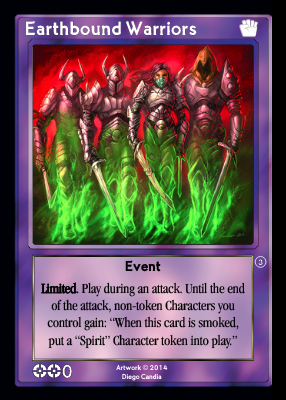 Earthbound Warriors
3
Event
Limited. Play during an attack. Until the end
of the attack, non-token Characters you
control gain: “When this card is smoked,
put a “Spirit” Character token into play.”
0
Artwork © 2014
Diego Candia